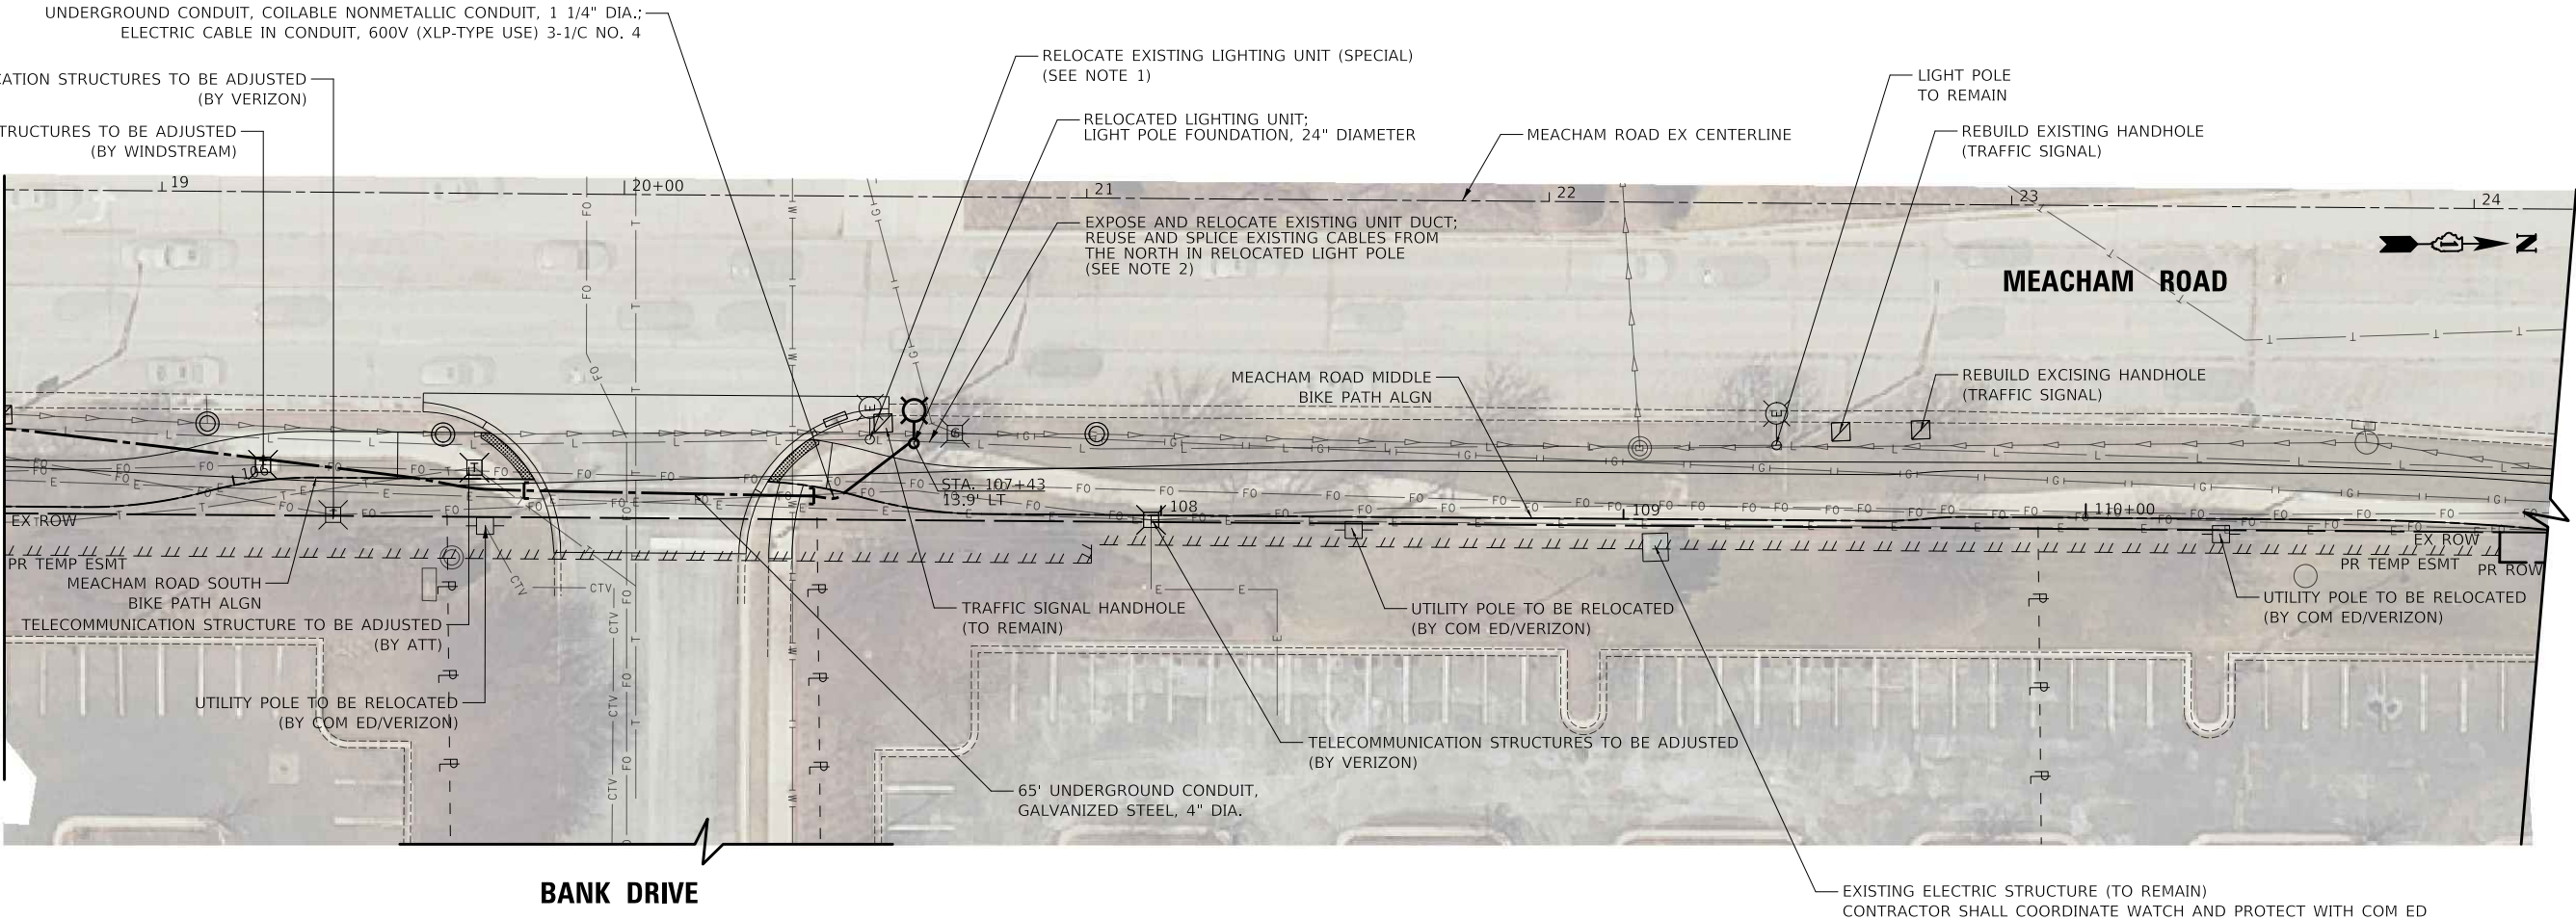 UNDERGROUND CONDUIT, COILABLE NONMETALLIC CONDUIT, 1 1/4" DIA.;
ELECTRIC CABLE IN CONDUIT, 600V (XLP-TYPE USE) 3-1/C NO. 4
STRUCTURES TO BE ADJUSTED
(BY VERIZON)
TO BE ADJUSTED
(BY WINDSTREAM)
RELOCATE EXISTING LIGHTING UNIT (SPECIAL)
(SEE NOTE 1)
RELOCATED LIGHTING UNIT;
LIGHT POLE FOUNDATION, 24" DIAMETER
MEACHAM ROAD EX CENTERLINE
LIGHT POLE
TO REMAIN
REBUILD EXISTING HANDHOLE
(TRAFFIC SIGNAL)
19
20+00
21
22
23
24
EXPOSE AND RELOCATE EXISTING UNIT DUCT;
REUSE AND SPLICE EXISTING CABLES FROM
THE NORTH IN RELOCATED LIGHT POLE
(SEE NOTE 2)
N
MEACHAM ROAD
MEACHAM ROAD MIDDLE
BIKE PATH ALGN
REBUILD EXCISING HANDHOLE
(TRAFFIC SIGNAL)
106
STA. 107+43
13.9' LT
108
109
110+00
EX ROW
EX ROW
PR TEMP ESMT
PR TEMP ESMT
PR ROW
MEACHAM ROAD SOUTH
BIKE PATH ALGN
TELECOMMUNICATION STRUCTURE TO BE ADJUSTED
(BY ATT)
TRAFFIC SIGNAL HANDHOLE
(TO REMAIN)
UTILITY POLE TO BE RELOCATED
(BY COM ED/VERIZON)
UTILITY POLE TO BE RELOCATED
(BY COM ED/VERIZON)
UTILITY POLE TO BE RELOCATED
(BY COM ED/VERIZON)
TELECOMMUNICATION STRUCTURES TO BE ADJUSTED
(BY VERIZON)
65' UNDERGROUND CONDUIT,
GALVANIZED STEEL, 4" DIA.
BANK DRIVE
EXISTING ELECTRIC STRUCTURE (TO REMAIN)
CONTRACTOR SHALL COORDINATE WATCH AND PROTECT WITH COM ED